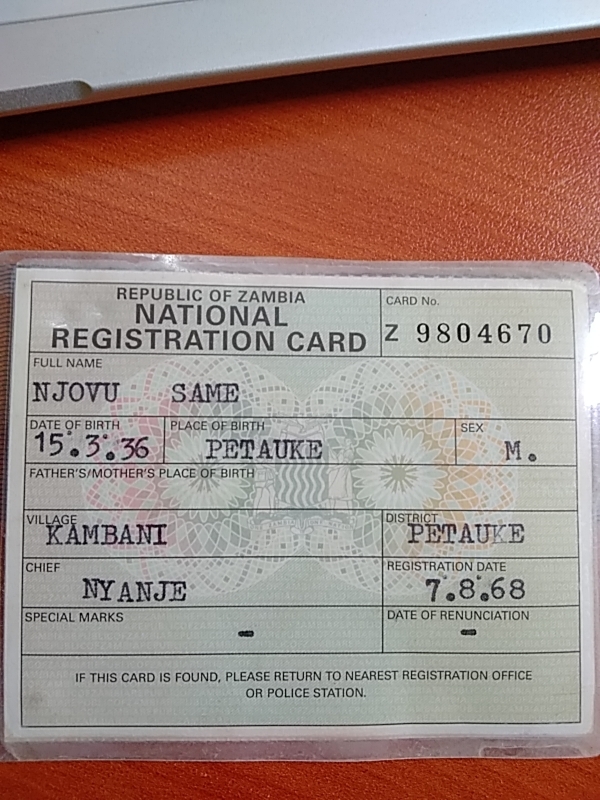 REPUBLIC OF ZAMBIA
NATIONAL
REGISTRATION CARD
CARD No.
Z 9804670
FULL NAME
NJOVU SAME
DATE OF BIRTH
15.3.36
PLACE OF BIRTH
PETAUKE
SEX
M.
FATHER'S/MOTHER'S PLACE OF BIRTH
VILLAGE
KAMBANI
DISTRICT
PETAUKE
CHIEF
NYANJE
REGISTRATION DATE
7.8.68
SPECIAL MARKS
-
DATE OF RENUNCIATION
-
IF THIS CARD IS FOUND, PLEASE RETURN TO NEAREST REGISTRATION OFFICE
OR POLICE STATION.